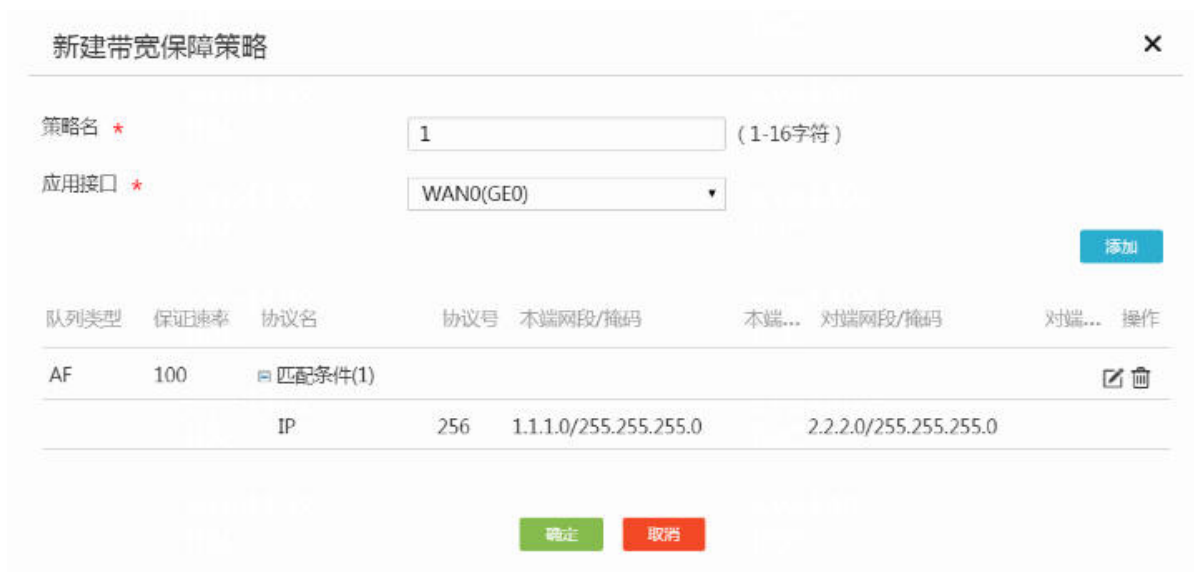 新建带宽保障策略 ×
策略名 * 1 (1-16字符)
应用接口 * WAN0(GE0)
添加
队列类型 保证速率 协议名 协议号 本端网段/掩码 本端... 对端网段/掩码 对端... 操作
AF 100 匹配条件(1)
IP 256 1.1.1.0/255.255.255.0 2.2.2.0/255.255.255.0
确定 取消